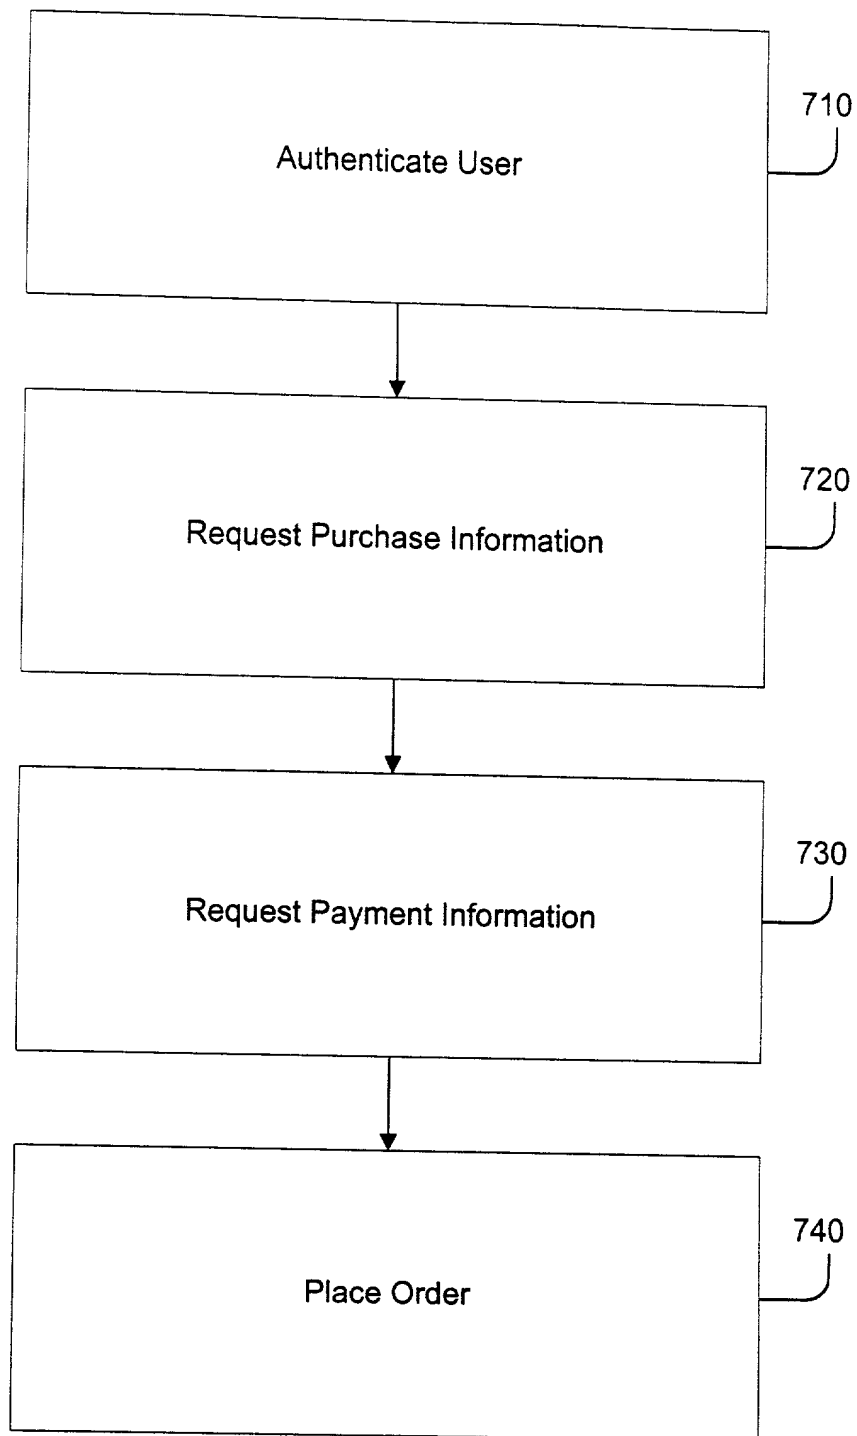 710
Authenticate User
720
Request Purchase Information
730
Request Payment Information
740
Place Order